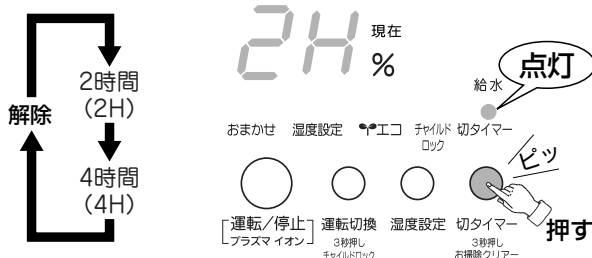 解除
2時間
(2H)
4時間
(4H)
2H 現在
%
給水
点灯
おまかせ 湿度設定 エコ チャイルド
ロック 切タイマー
ピッ
押す
運転/停止 運転切換 湿度設定 切タイマー
プラズマ イオン 3秒押し
チャイルドロック 3秒押し
お掃除クリアー